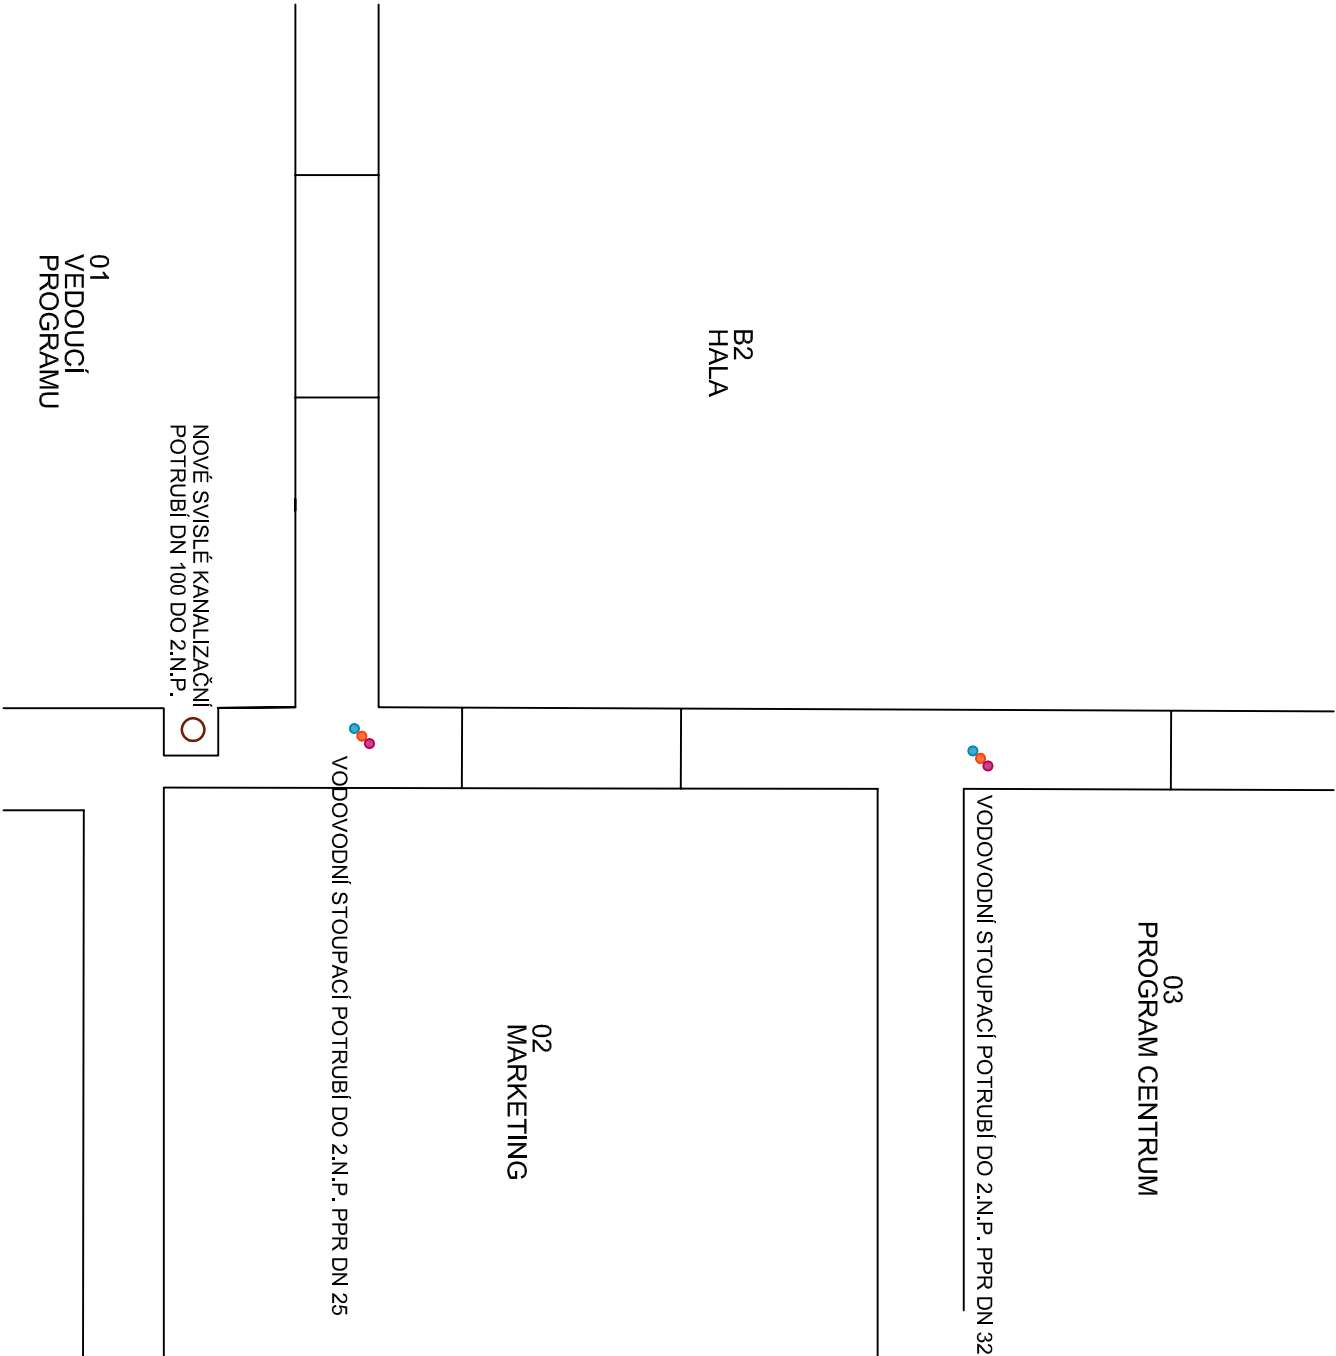 01
VEDOUCÍ
PROGRAMU
B2
HALA
NOVÉ SVISLÉ KANALIZAČNÍ
POTRUBÍ DN 100 DO 2.N.P.
VODOVODNÍ STOUPACÍ POTRUBÍ DO 2.N.P. PPR DN 25
02
MARKETING
VODOVODNÍ STOUPACÍ POTRUBÍ DO 2.N.P. PPR DN 32
03
PROGRAM CENTRUM